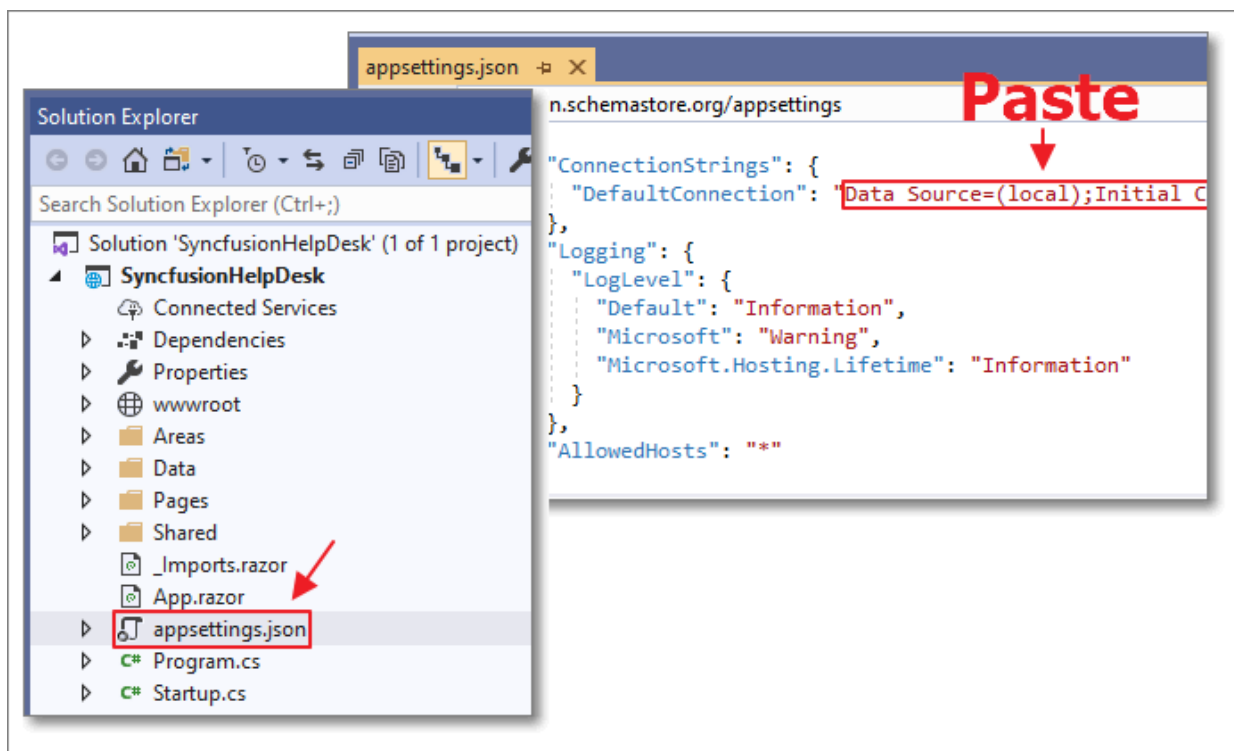 appsettings.json
n.schemastore.org/appsettings
Paste
"ConnectionStrings": {
"DefaultConnection": "Data Source=(local);Initial C
},
"Logging": {
"LogLevel": {
"Default": "Information",
"Microsoft": "Warning",
"Microsoft.Hosting.Lifetime": "Information"
}
},
"AllowedHosts": "*"
Solution Explorer
Search Solution Explorer (Ctrl+;)
Solution 'SyncfusionHelpDesk' (1 of 1 project)
SyncfusionHelpDesk
Connected Services
Dependencies
Properties
wwwroot
Areas
Data
Pages
Shared
_Imports.razor
App.razor
appsettings.json
C# Program.cs
C# Startup.cs